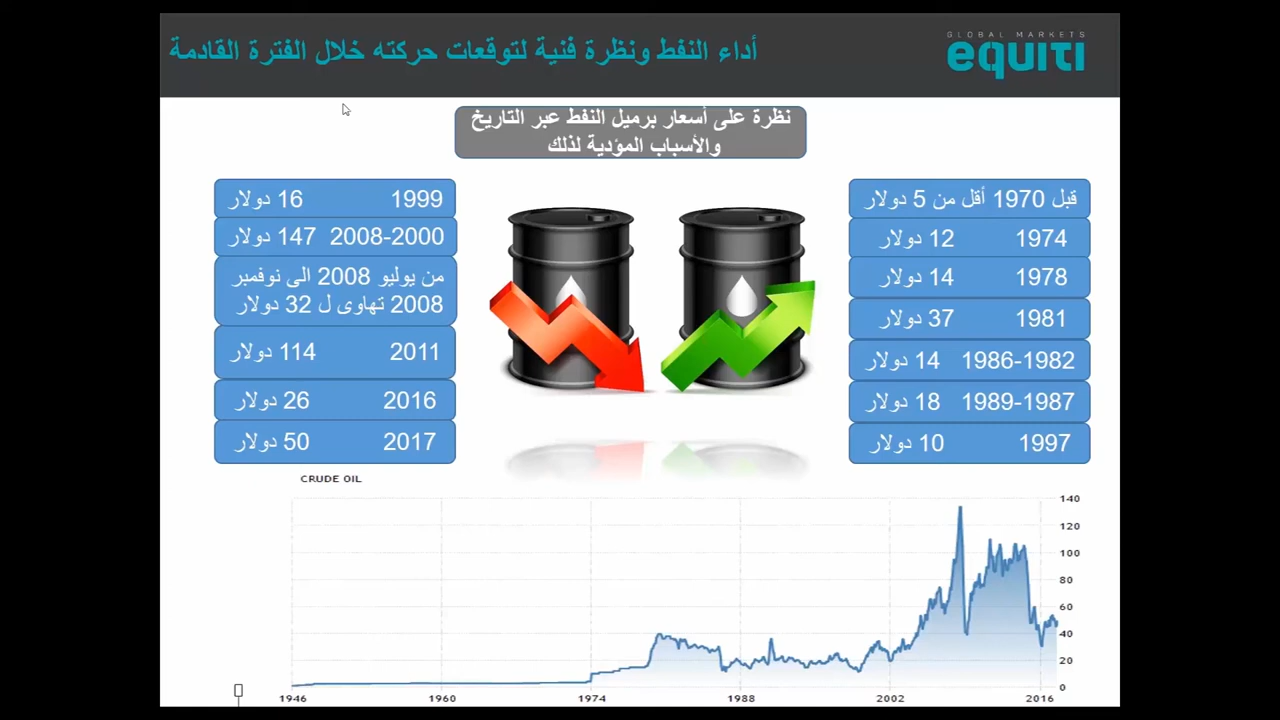 أداء النفط ونظرة فنية لتوقعات حركته خلال الفترة القادمة
GLOBAL MARKETS
equiti
نظرة على أسعار برميل النفط عبر التاريخ
والأسباب المؤدية لذلك
قبل 1970 أقل من 5 دولار
1974 12 دولار
1978 14 دولار
1981 37 دولار
1986-1982 14 دولار
1989-1987 18 دولار
1997 10 دولار
1999 16 دولار
2008-2000 147 دولار
من يوليو 2008 الى نوفمبر
2008 تهاوى ل 32 دولار
2011 114 دولار
2016 26 دولار
2017 50 دولار
CRUDE OIL
140
120
100
80
60
40
20
0
1946 1960 1974 1988 2002 2016